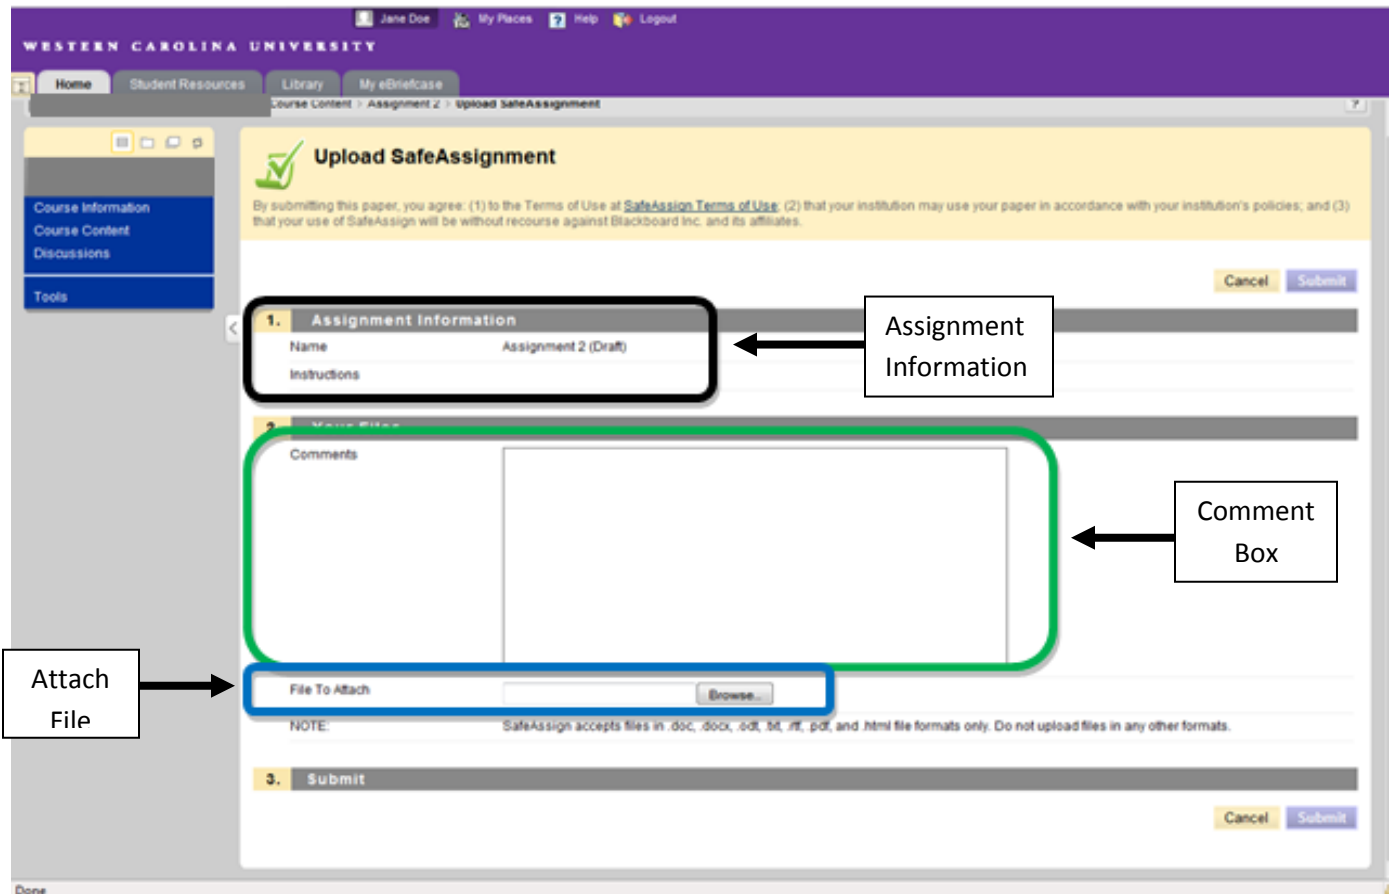 Jane Doe My Places ? Help Logout
WESTERN CAROLINA UNIVERSITY
Home Student Resources Library My eBriefcase
Course Content > Assignment 2 > Upload SafeAssignment ?
Upload SafeAssignment
By submitting this paper, you agree: (1) to the Terms of Use at SafeAssign Terms of Use; (2) that your institution may use your paper in accordance with your institution's policies; and (3)
that your use of SafeAssign will be without recourse against Blackboard Inc. and its affiliates.
Course Information
Course Content
Discussions
Tools
Cancel Submit
1. Assignment Information
Name Assignment 2 (Draft)
Instructions
Assignment
Information
2. Your Files
Comments
Comment
Box
Attach
File
File To Attach Browse...
NOTE: SafeAssign accepts files in .doc, .docx, .odt, .txt, .rtf, .pdf, and .html file formats only. Do not upload files in any other formats.
3. Submit
Cancel Submit
Done